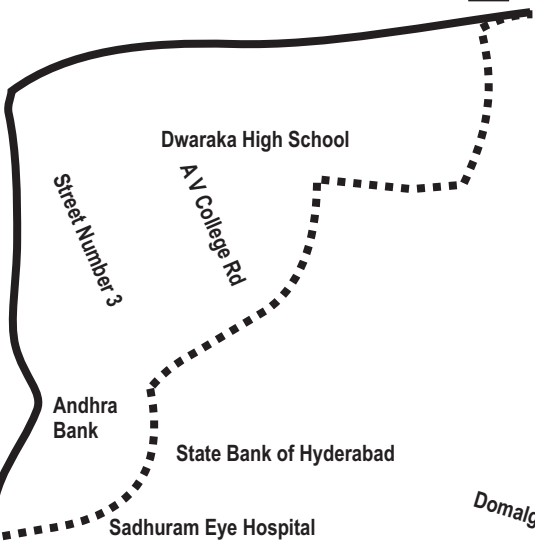 Dwaraka High School
A V College Rd
Street Number 3
Andhra
Bank
State Bank of Hyderabad
Sadhuram Eye Hospital